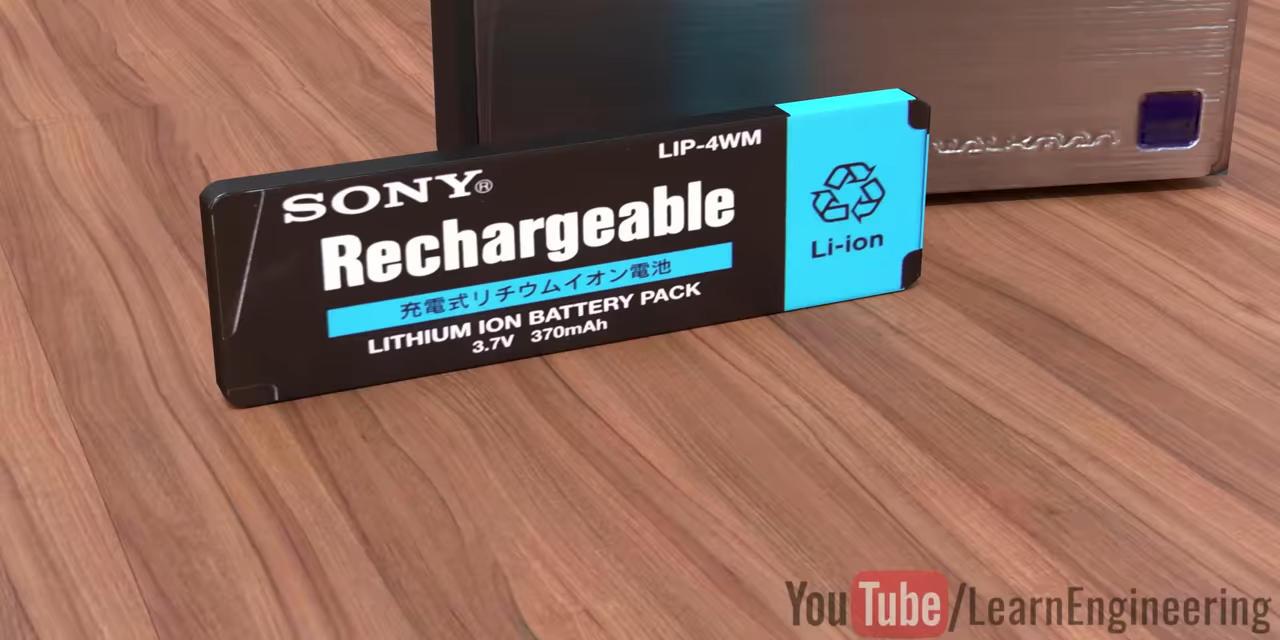 WALKMAN
LIP-4WM
SONY®
Rechargeable
充電式リチウムイオン電池
LITHIUM ION BATTERY PACK
3.7V 370mAh
Li-ion
YouTube/LearnEngineering